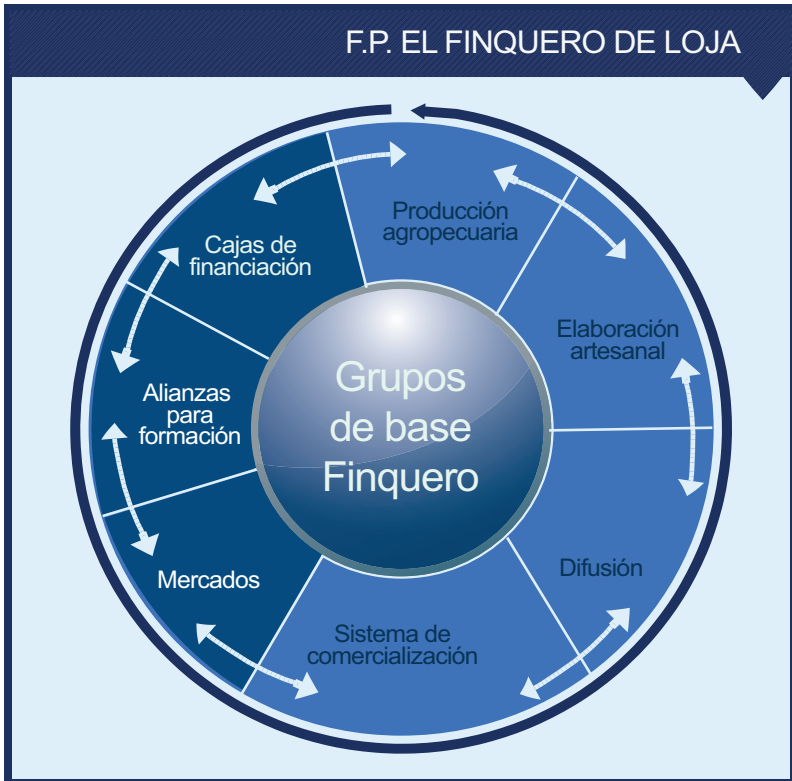 F.P. EL FINQUERO DE LOJA
Producción
agropecuaria
Elaboración
artesanal
Difusión
Sistema de
comercialización
Mercados
Alianzas
para
formación
Cajas de
financiación
Grupos
de base
Finquero